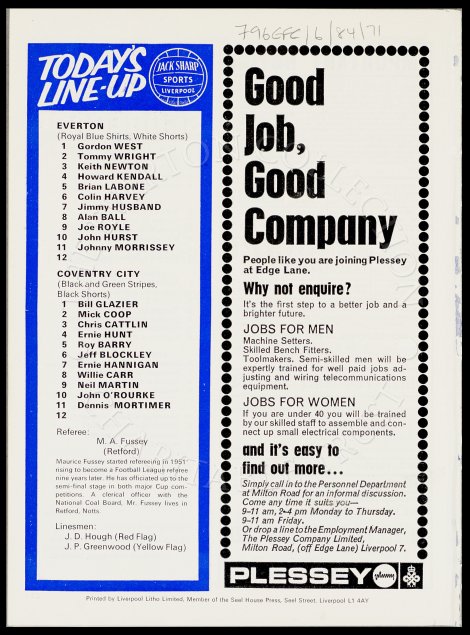 796EFC/6/84/71
TODAY'S
LINE-UP
JACK SHARP
SPORTS
LIVERPOOL
EVERTON
(Royal Blue Shirts, White Shorts)
1 Gordon WEST
2 Tommy WRIGHT
3 Keith NEWTON
4 Howard KENDALL
5 Brian LABONE
6 Colin HARVEY
7 Jimmy HUSBAND
8 Alan BALL
9 Joe ROYLE
10 John HURST
11 Johnny MORRISSEY
12
COVENTRY CITY
(Black and Green Stripes,
Black Shorts)
1 Bill GLAZIER
2 Mick COOP
3 Chris CATTLIN
4 Ernie HUNT
5 Roy BARRY
6 Jeff BLOCKLEY
7 Ernie HANNIGAN
8 Willie CARR
9 Neil MARTIN
10 John O'ROURKE
11 Dennis MORTIMER
12
Referee:
M. A. Fussey
(Retford)
Maurice Fussey started refereeing in 1951
rising to become a Football League referee
nine years later. He has officiated up to the
semi-final stage in both major Cup com-
petitions. A clerical officer with the
National Coal Board, Mr. Fussey lives in
Retford, Notts.
Linesmen:
J. D. Hough (Red Flag)
J. P. Greenwood (Yellow Flag)
Good
Job,
Good
Company
People like you are joining Plessey
at Edge Lane.
Why not enquire?
It's the first step to a better job and a
brighter future.
JOBS FOR MEN
Machine Setters.
Skilled Bench Fitters.
Toolmakers. Semi-skilled men will be
expertly trained for well paid jobs ad-
justing and wiring telecommunications
equipment.
JOBS FOR WOMEN
If you are under 40 you will be trained
by our skilled staff to assemble and con-
nect up small electrical components.
and it's easy to
find out more...
Simply call in to the Personnel Department
at Milton Road for an informal discussion.
Come any time it suits you—
9-11 am, 2-4 pm Monday to Thursday.
9-11 am Friday.
Or drop a line to the Employment Manager,
The Plessey Company Limited,
Milton Road, (off Edge Lane) Liverpool 7.
PLESSEY
Printed by Liverpool Litho Limited, Member of the Seel House Press, Seel Street, Liverpool L1 4AY